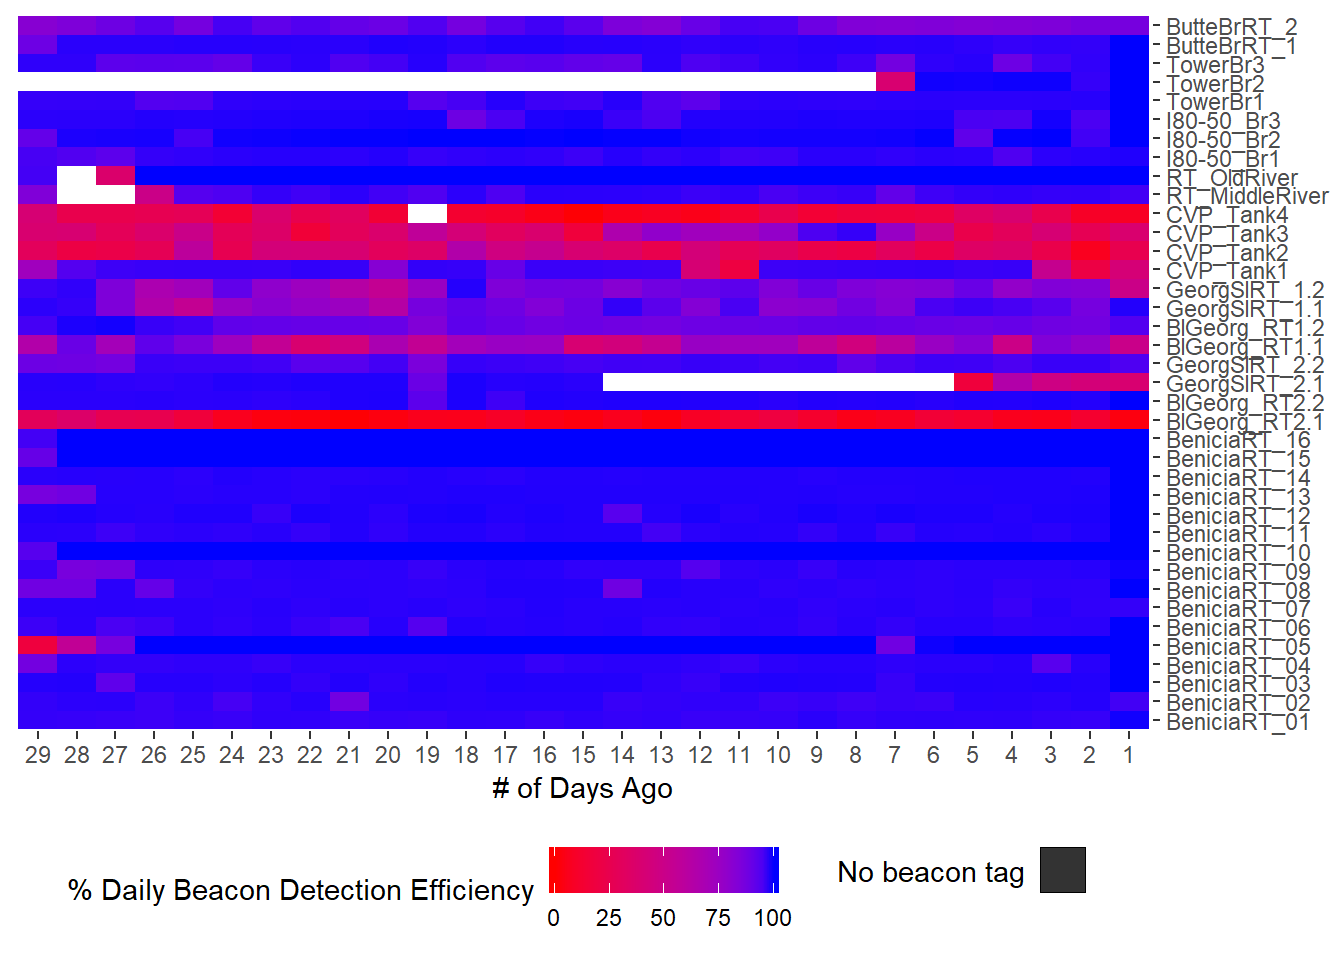 ButteBrRT_2
ButteBrRT_1
TowerBr3
TowerBr2
TowerBr1
I80-50_Br3
I80-50_Br2
I80-50_Br1
RT_OldRiver
RT_MiddleRiver
CVP_Tank4
CVP_Tank3
CVP_Tank2
CVP_Tank1
GeorgSlRT_1.2
GeorgSlRT_1.1
BlGeorg_RT1.2
BlGeorg_RT1.1
GeorgSlRT_2.2
GeorgSlRT_2.1
BlGeorg_RT2.2
BlGeorg_RT2.1
BeniciaRT_16
BeniciaRT_15
BeniciaRT_14
BeniciaRT_13
BeniciaRT_12
BeniciaRT_11
BeniciaRT_10
BeniciaRT_09
BeniciaRT_08
BeniciaRT_07
BeniciaRT_06
BeniciaRT_05
BeniciaRT_04
BeniciaRT_03
BeniciaRT_02
BeniciaRT_01
29 28 27 26 25 24 23 22 21 20 19 18 17 16 15 14 13 12 11 10 9 8 7 6 5 4 3 2 1
# of Days Ago
% Daily Beacon Detection Efficiency
0 25 50 75 100
No beacon tag